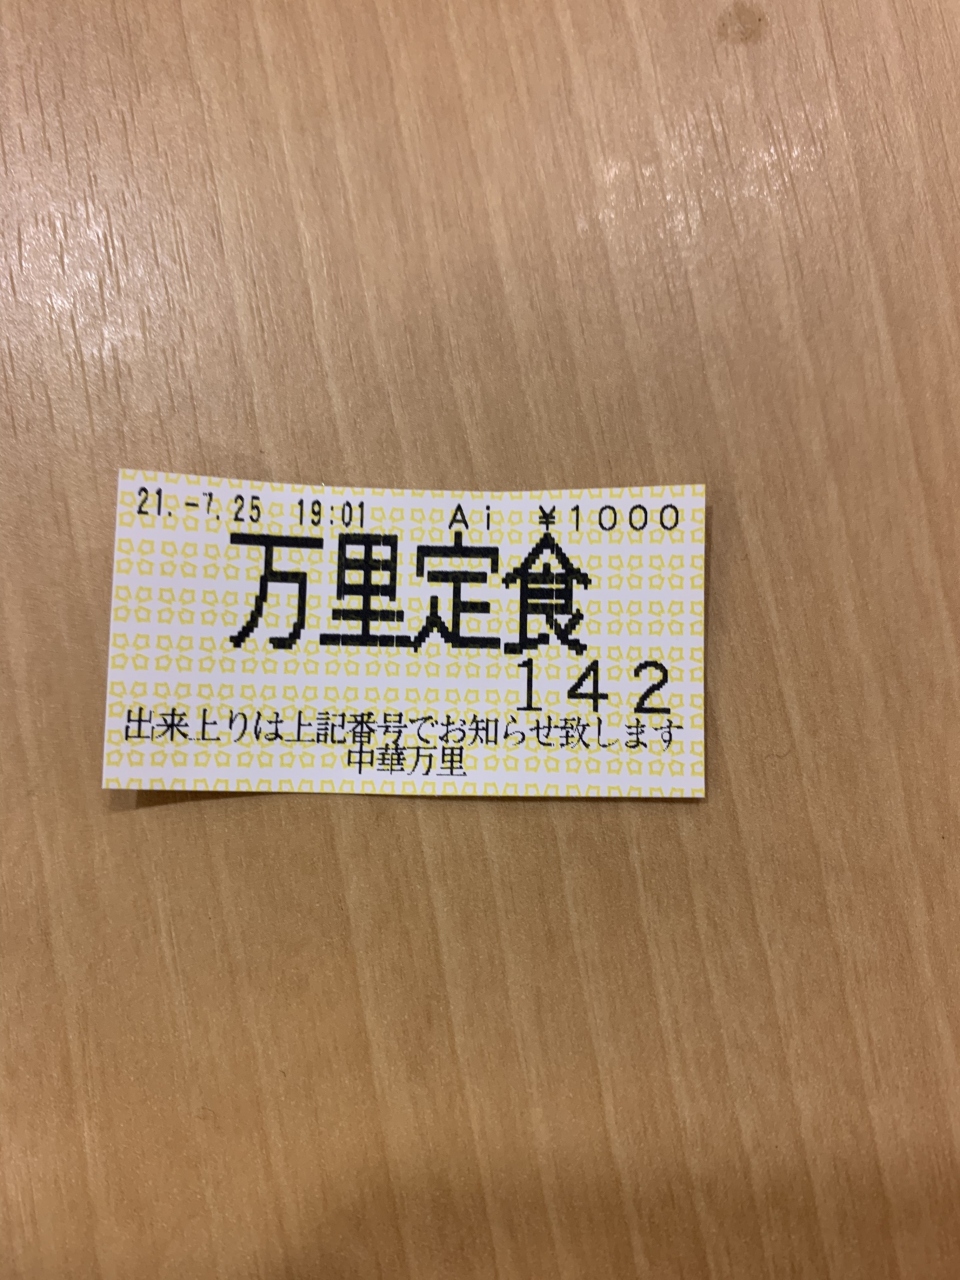 21.-7.25 19:01 Ai ¥1000
万里定食
142
出来上りは上記番号でお知らせ致します
中華万里